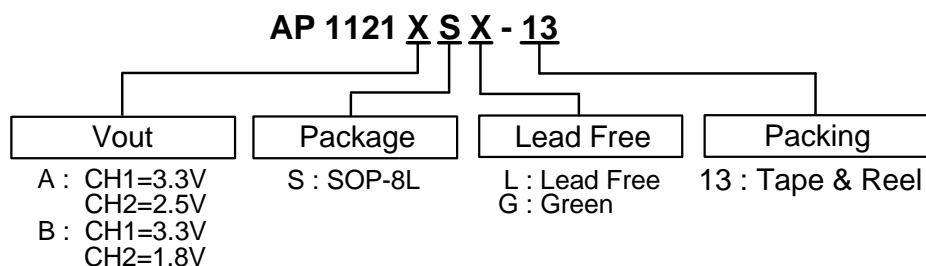 AP 1121 X S X - 13
Vout
A : CH1=3.3V
CH2=2.5V
B : CH1=3.3V
CH2=1.8V
Package
S : SOP-8L
Lead Free
L : Lead Free
G : Green
Packing
13 : Tape & Reel